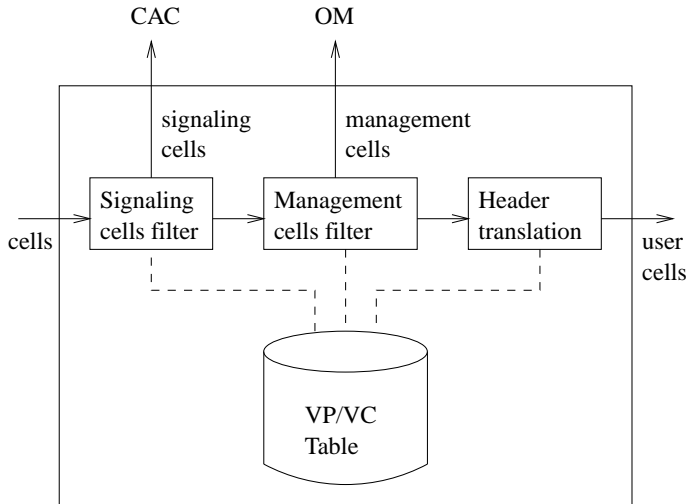 CAC
OM
signaling
cells
management
cells
Signaling
cells filter
Management
cells filter
Header
translation
cells
user
cells
VP/VC
Table